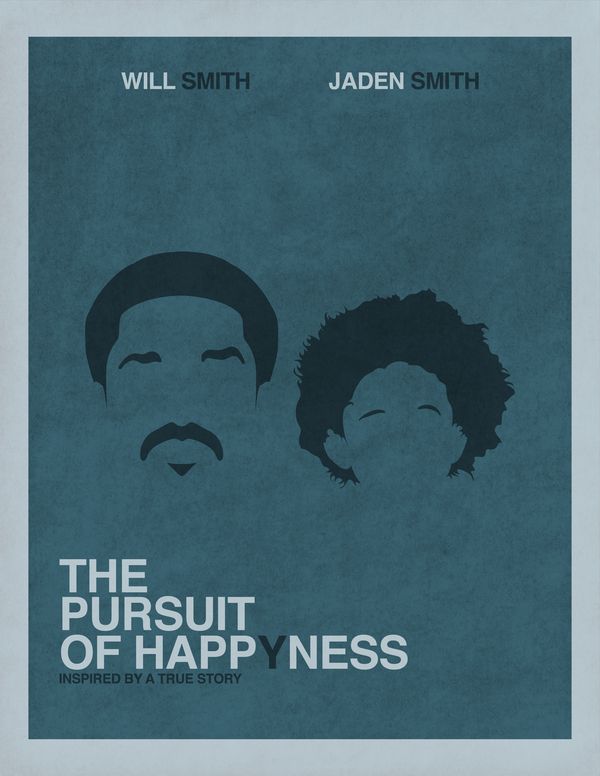 WILL SMITH JADEN SMITH
THE
PURSUIT
OF HAPPYNESS
INSPIRED BY A TRUE STORY